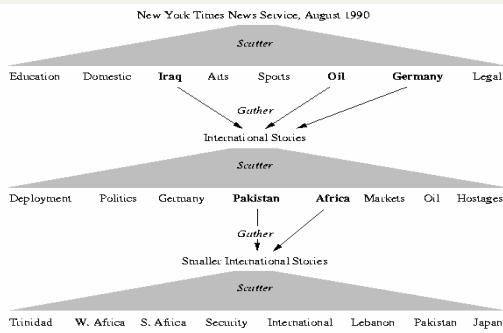 New York Times News Service, August 1990
Scatter
Education Domestic Iraq Arts Sports Oil Germany Legal
Gather
International Stories
Scatter
Deployment Politics Germany Pakistan Africa Markets Oil Hostages
Gather
Smaller International Stories
Scatter
Trinidad W. Africa S. Africa Security International Lebanon Pakistan Japan